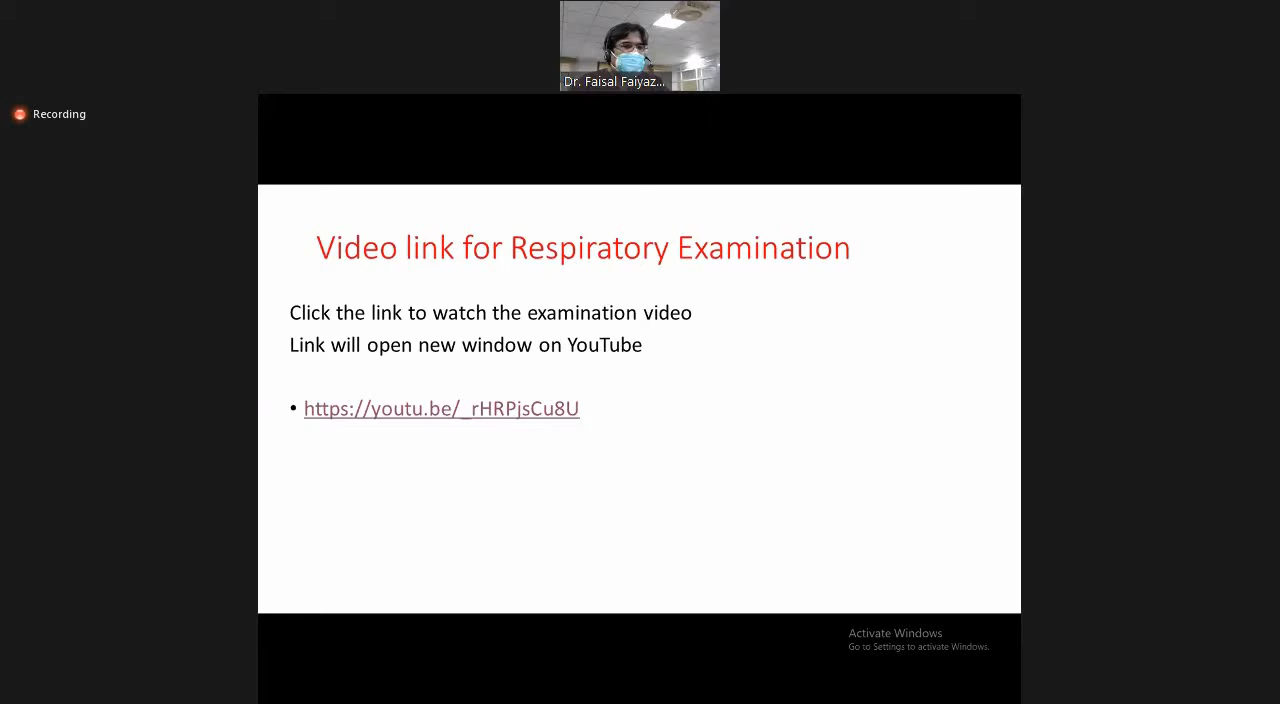 Dr. Faisal Faiyaz...
Recording
Video link for Respiratory Examination
Click the link to watch the examination video
Link will open new window on YouTube
• https://youtu.be/_rHRPjsCu8U
Activate Windows
Go to Settings to activate Windows.